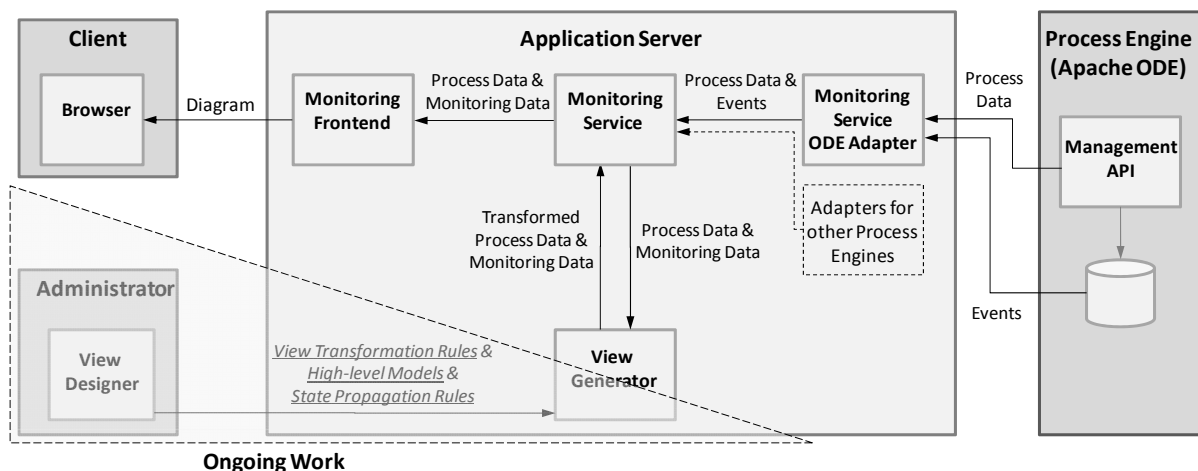 Client
Browser
Diagram
Application Server
Monitoring
Frontend
Process Data &
Monitoring Data
Monitoring
Service
Process Data &
Events
Monitoring
Service
ODE Adapter
Process
Data
Process Engine
(Apache ODE)
Management
API
Adapters for
other Process
Engines
Transformed
Process Data &
Monitoring Data
Process Data &
Monitoring Data
Events
Administrator
View
Designer
View Transformation Rules &
High-level Models &
State Propagation Rules
View
Generator
Ongoing Work